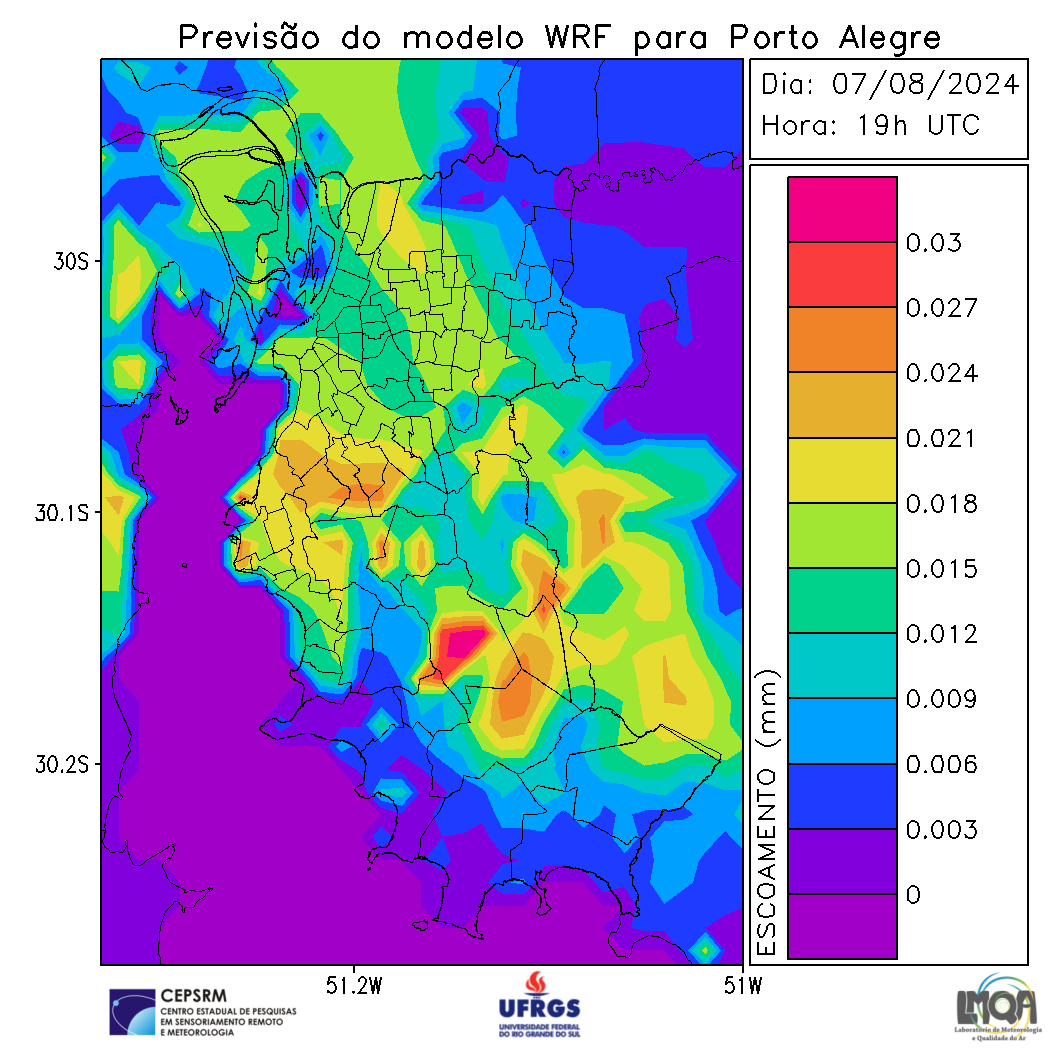 Previsão do modelo WRF para Porto Alegre
Dia: 07/08/2024
Hora: 19h UTC
30S
30.1S
30.2S
51.2W
51W
ESCOAMENTO (mm)
0.03
0.027
0.024
0.021
0.018
0.015
0.012
0.009
0.006
0.003
0
CEPSRM
CENTRO ESTADUAL DE PESQUISAS
EM SENSORIAMENTO REMOTO
E METEOROLOGIA
UFRGS
UNIVERSIDADE FEDERAL
DO RIO GRANDE DO SUL
LMQA
Laboratório de Meteorologia
e Qualidade do Ar